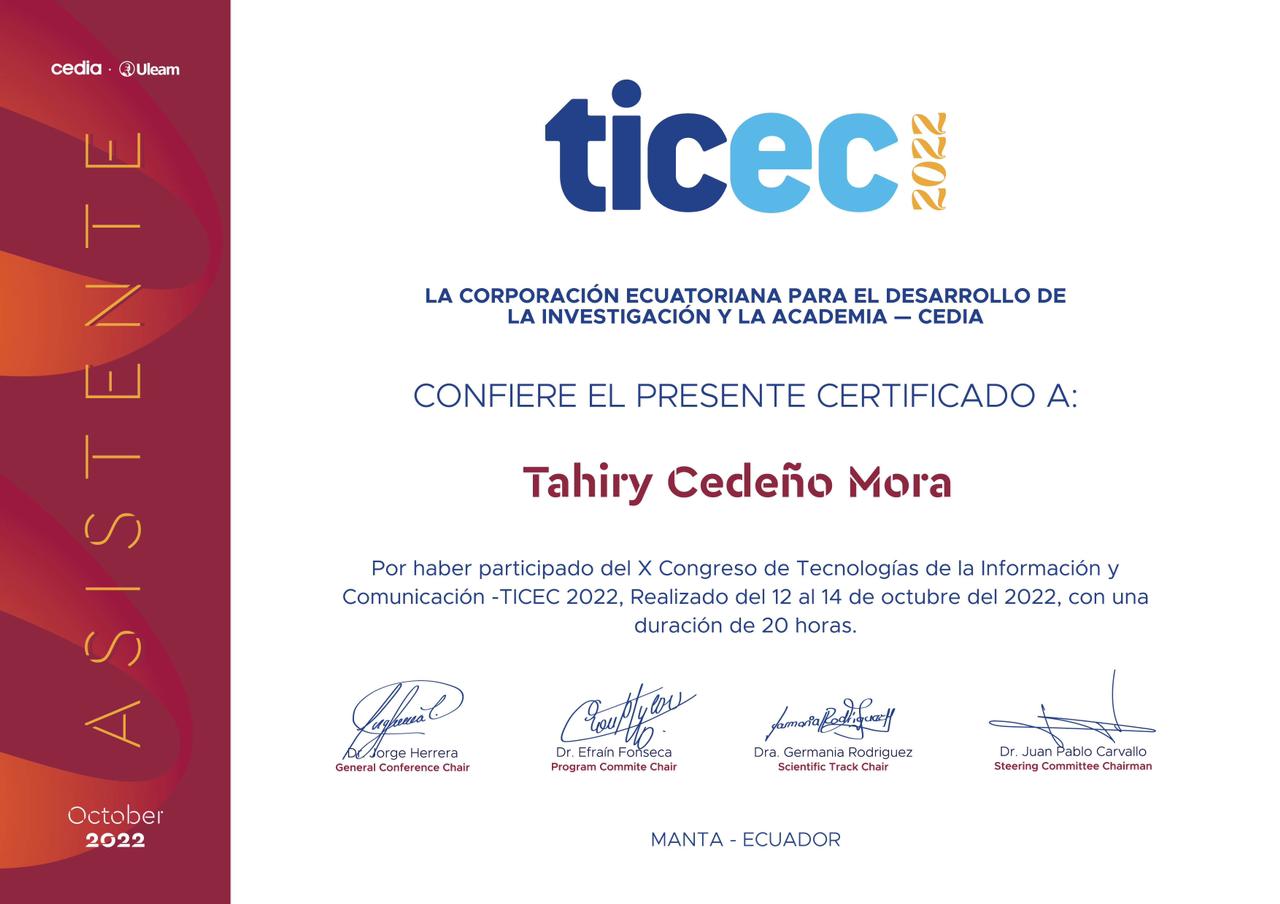 cedia · Uleam
ASISTENTE
October
2022
ticec 2022
LA CORPORACIÓN ECUATORIANA PARA EL DESARROLLO DE
LA INVESTIGACIÓN Y LA ACADEMIA — CEDIA
CONFIERE EL PRESENTE CERTIFICADO A:
Tahiry Cedeño Mora
Por haber participado del X Congreso de Tecnologías de la Información y
Comunicación -TICEC 2022, Realizado del 12 al 14 de octubre del 2022, con una
duración de 20 horas.
Dr. Jorge Herrera
General Conference Chair
Dr. Efraín Fonseca
Program Commite Chair
Dra. Germania Rodriguez
Scientific Track Chair
Dr. Juan Pablo Carvallo
Steering Committee Chairman
MANTA - ECUADOR